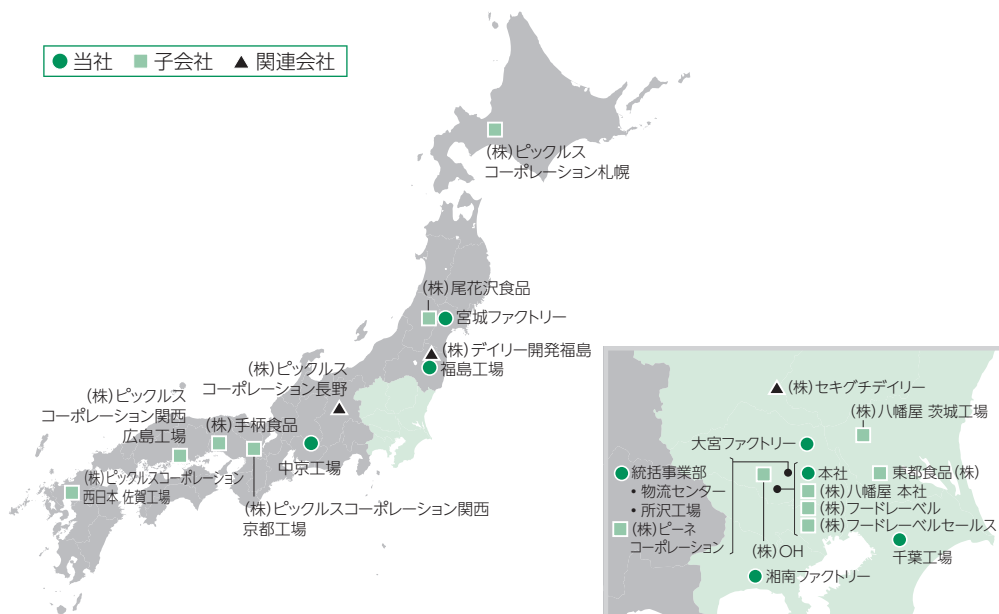 当社 子会社 関連会社
(株)ピックルス
コーポレーション札幌
(株)尾花沢食品
宮城ファクトリー
(株)デイリー開発福島
福島工場
(株)ピックルス
コーポレーション長野
(株)ピックルス
コーポレーション関西
広島工場
(株)手柄食品
中京工場
(株)ピックルスコーポレーション
西日本 佐賀工場
(株)ピックルスコーポレーション関西
京都工場
(株)セキグチデイリー
(株)八幡屋 茨城工場
大宮ファクトリー
統括事業部
・物流センター
・所沢工場
(株)ピーネ
コーポレーション
本社
東都食品(株)
(株)八幡屋 本社
(株)フードレーベル
(株)フードレーベルセールス
(株)OH
千葉工場
湘南ファクトリー